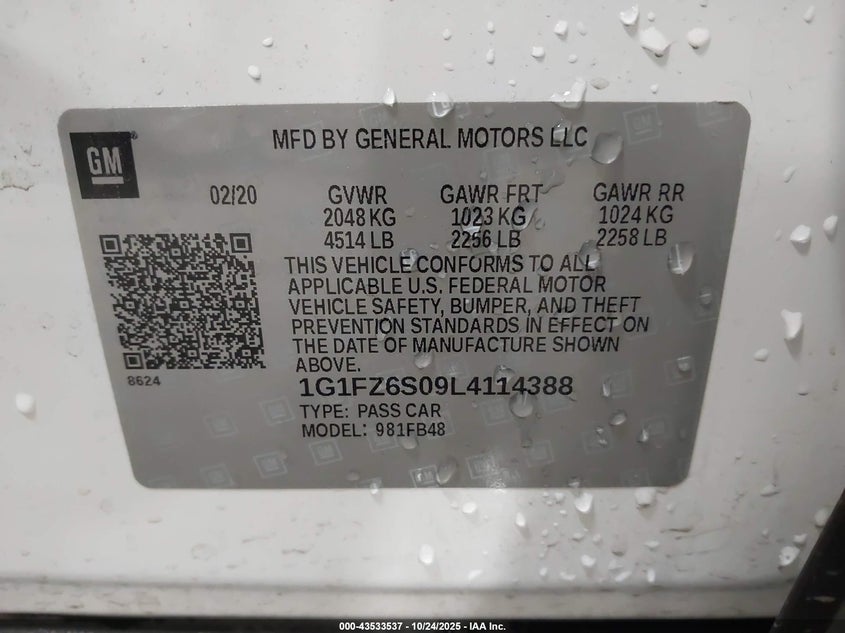 GM
MFD BY GENERAL MOTORS LLC
02/20 GVWR GAWR FRT GAWR RR
2048 KG 1023 KG 1024 KG
4514 LB 2256 LB 2258 LB
THIS VEHICLE CONFORMS TO ALL
APPLICABLE U.S. FEDERAL MOTOR
VEHICLE SAFETY, BUMPER, AND THEFT
PREVENTION STANDARDS IN EFFECT ON
THE DATE OF MANUFACTURE SHOWN
ABOVE.
8624
1G1FZ6S09L4114388
TYPE: PASS CAR
MODEL: 981FB48
000-43533537 - 10/24/2025 - IAA Inc.